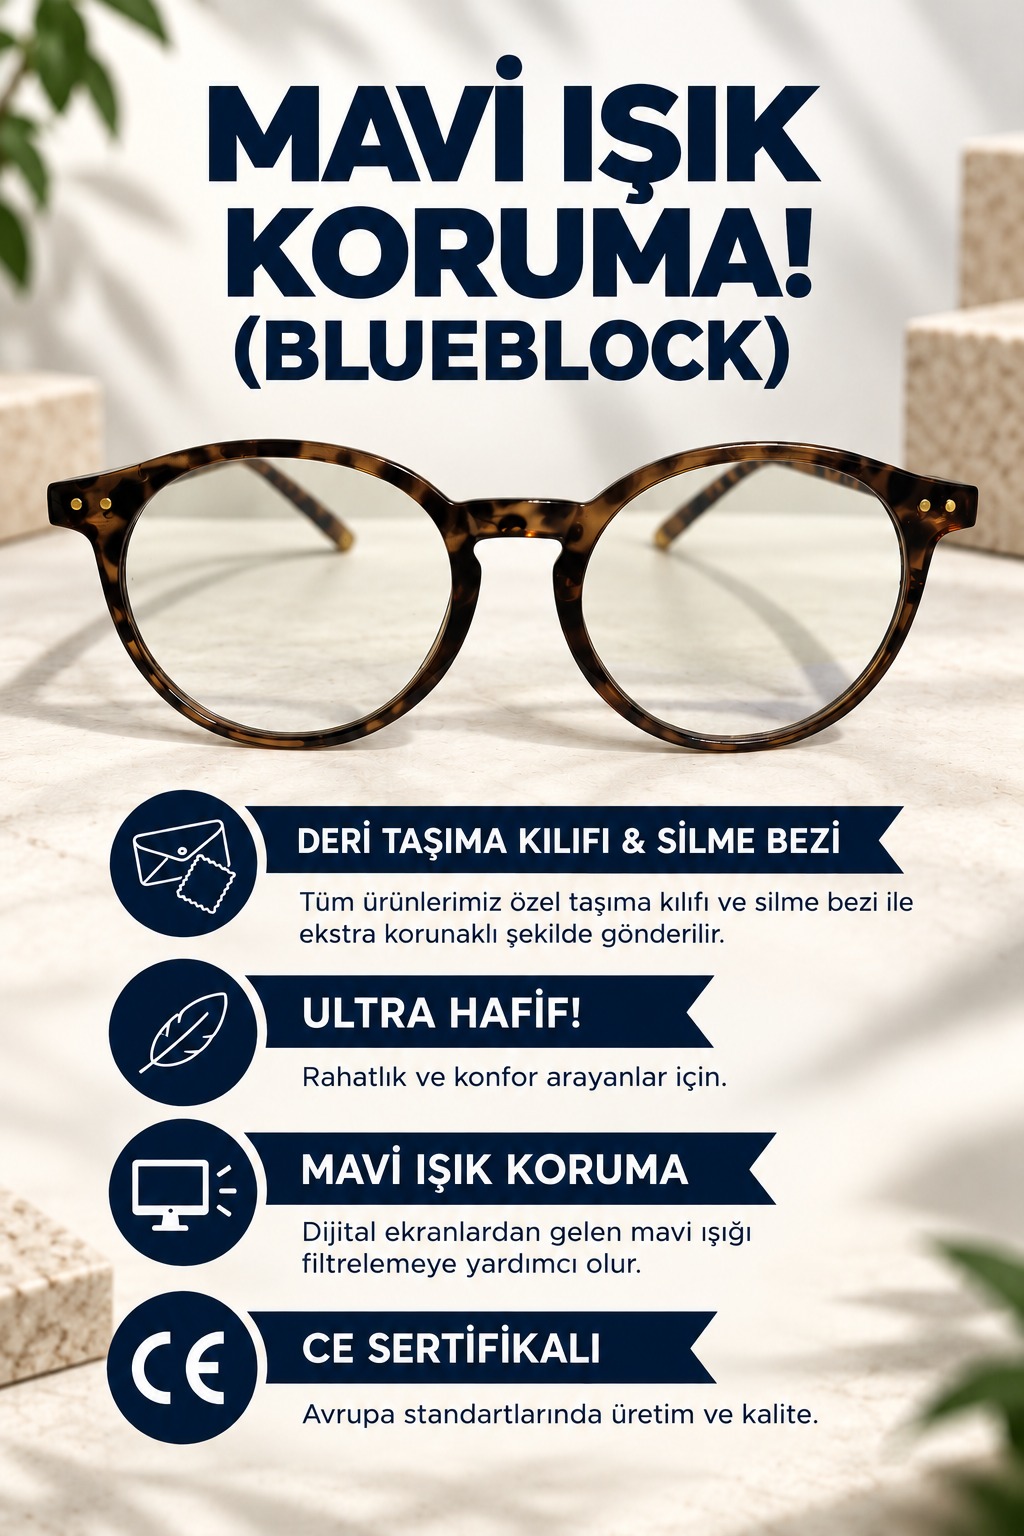 MAVİ IŞIK
KORUMA!
(BLUEBLOCK)
DERİ TAŞIMA KILIFI & SİLME BEZİ
Tüm ürünlerimiz özel taşıma kılıfı ve silme bezi ile
ekstra korunaklı şekilde gönderilir.
ULTRA HAFİF!
Rahatlık ve konfor arayanlar için.
MAVİ IŞIK KORUMA
Dijital ekranlardan gelen mavi ışığı
filtrelemeye yardımcı olur.
CE
CE SERTİFİKALI
Avrupa standartlarında üretim ve kalite.